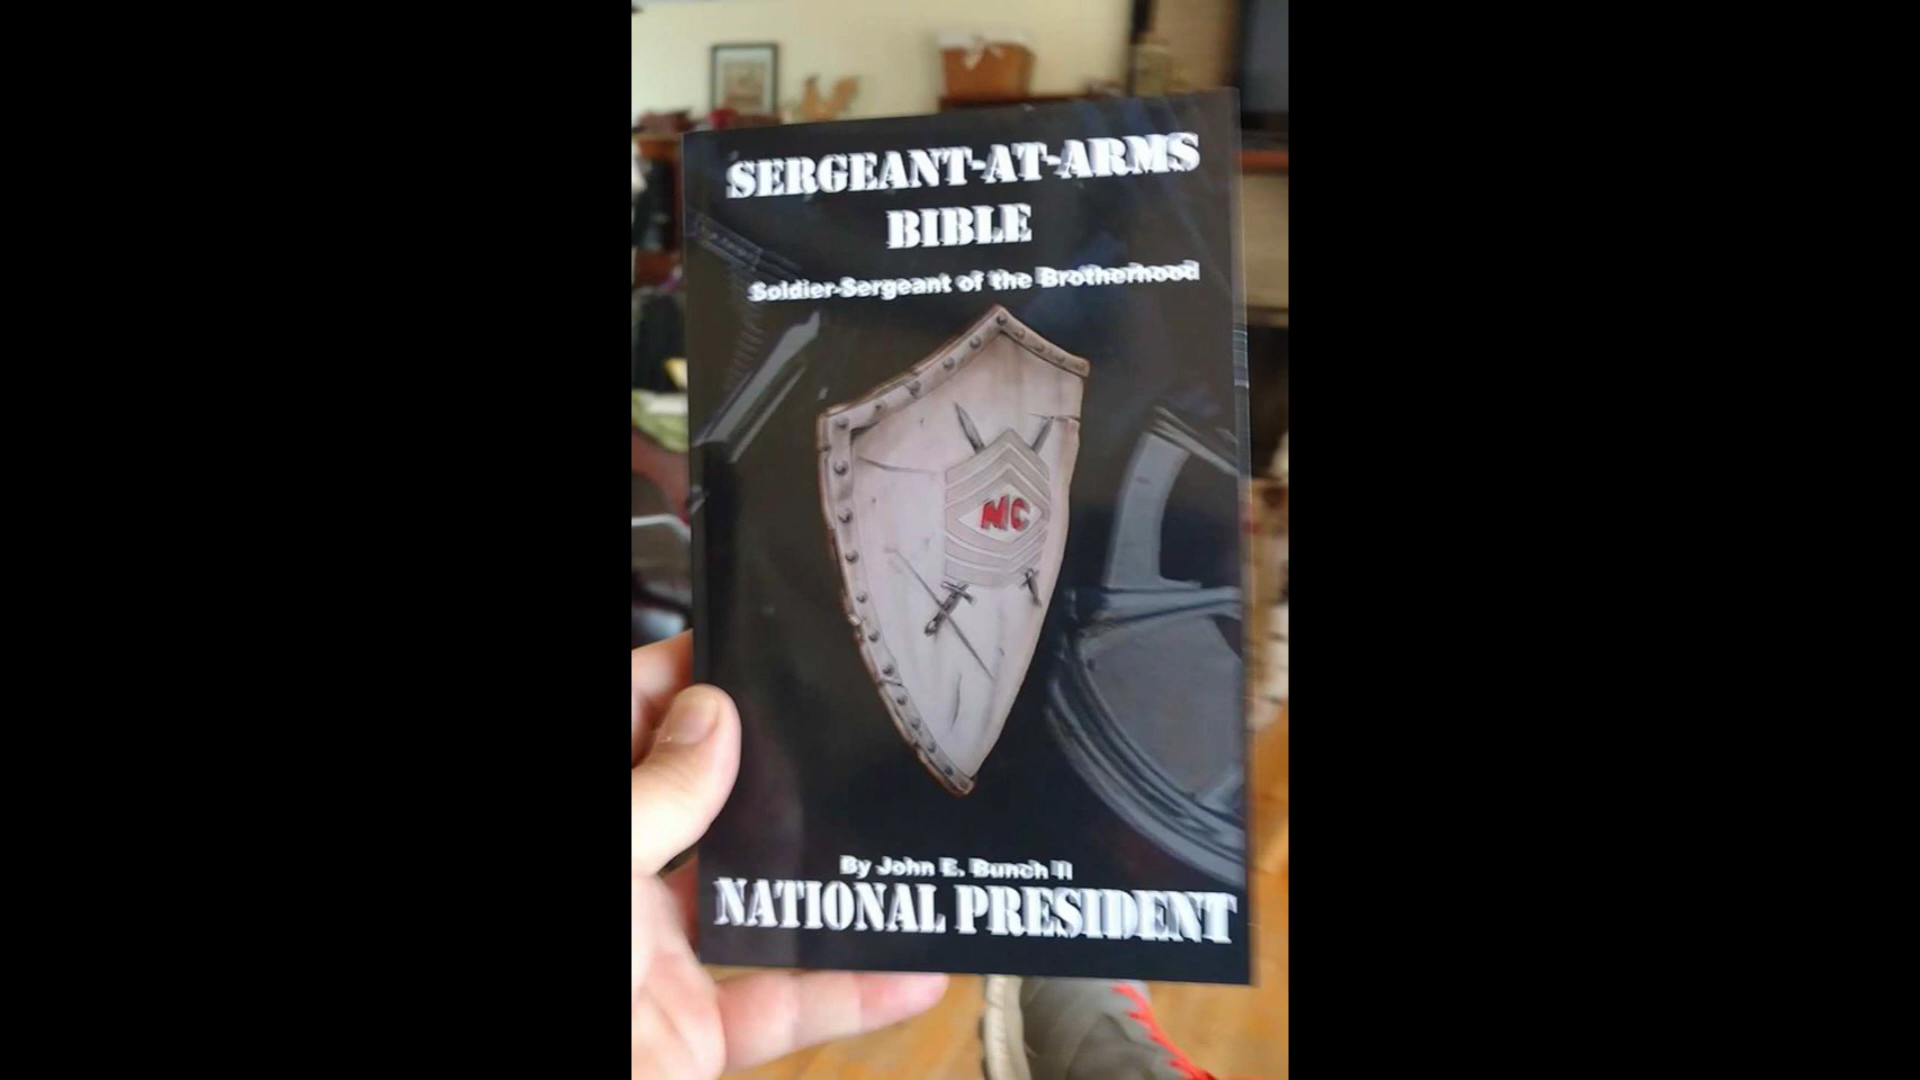 SERGEANT-AT-ARMS
BIBLE
Soldier-Sergeant of the Brotherhood
MC
By John E. Bunch II
NATIONAL PRESIDENT